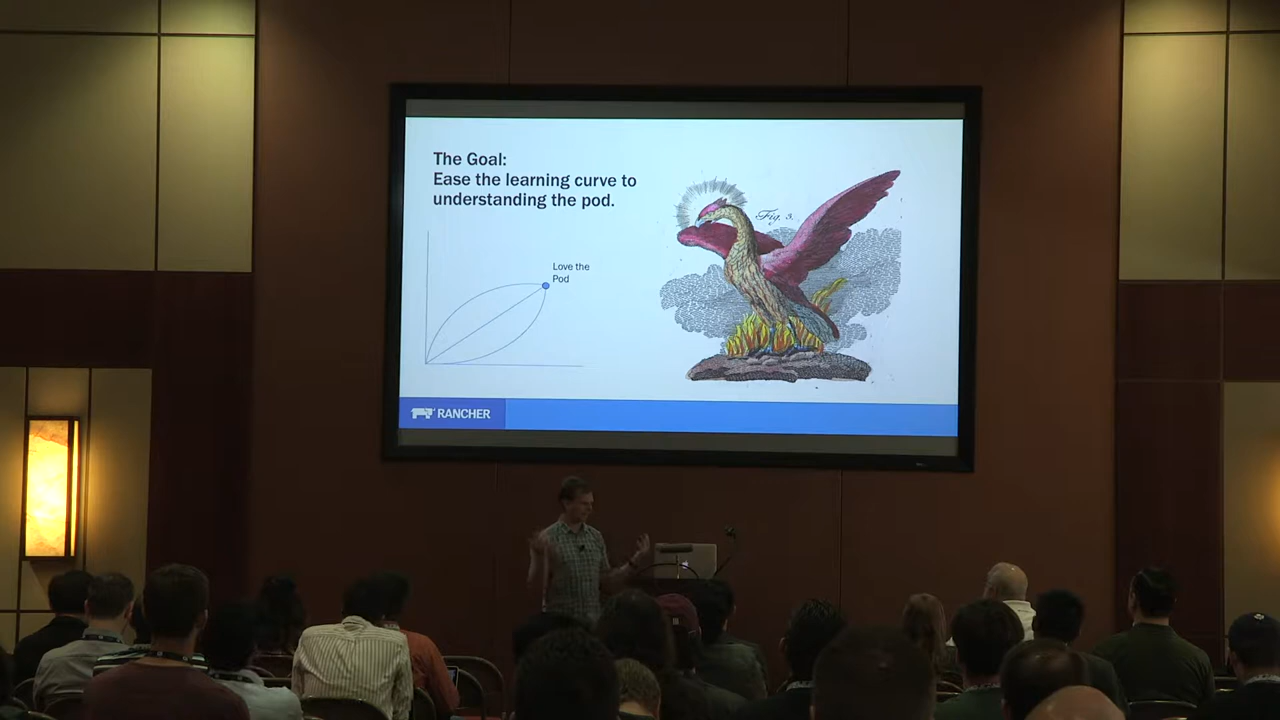 The Goal:
Ease the learning curve to
understanding the pod.
Love the
Pod
Fig. 3.
RANCHER